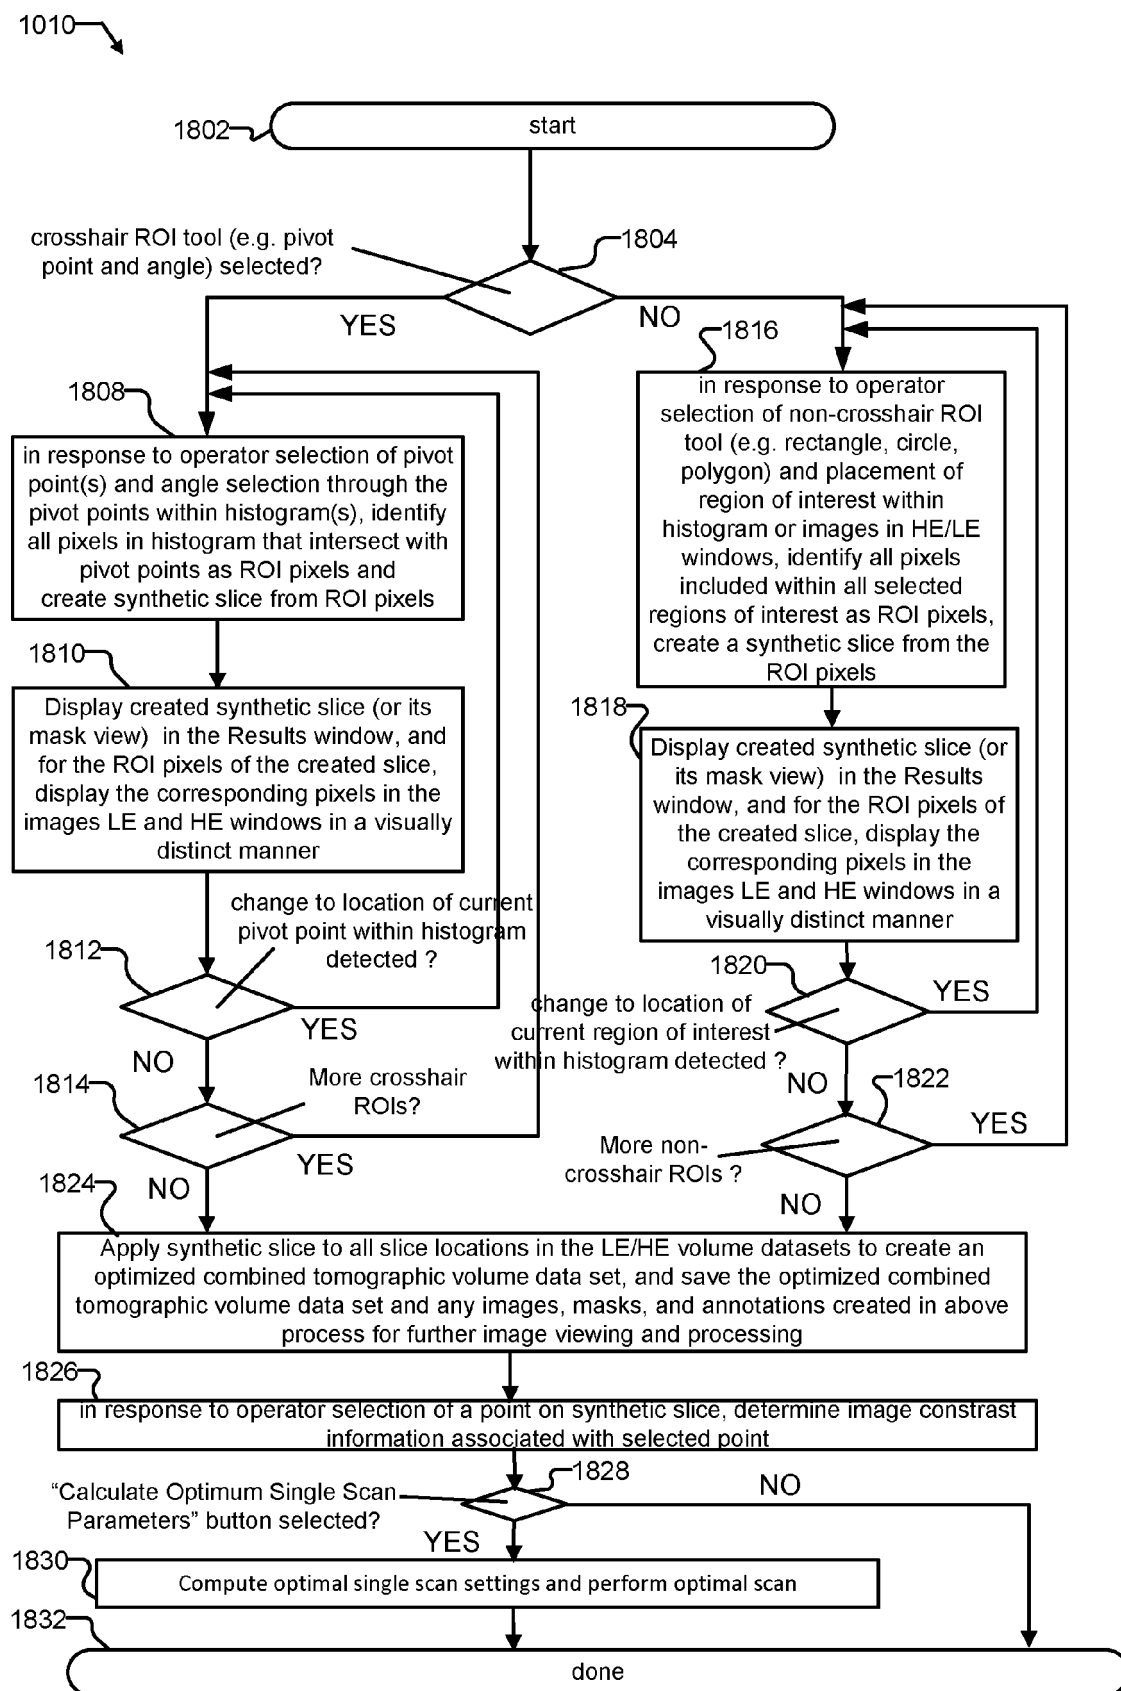 1010
1802
start
crosshair ROI tool (e.g. pivot
point and angle) selected?
1804
YES
NO
1808
in response to operator selection of pivot
point(s) and angle selection through the
pivot points within histogram(s), identify
all pixels in histogram that intersect with
pivot points as ROI pixels and
create synthetic slice from ROI pixels
1810
Display created synthetic slice (or its
mask view) in the Results window, and
for the ROI pixels of the created slice,
display the corresponding pixels in the
images LE and HE windows in a visually
distinct manner
change to location of current
pivot point within histogram
detected ?
1812
YES
NO
1814
More crosshair
ROIs?
YES
NO
1816
in response to operator
selection of non-crosshair ROI
tool (e.g. rectangle, circle,
polygon) and placement of
region of interest within
histogram or images in HE/LE
windows, identify all pixels
included within all selected
regions of interest as ROI pixels,
create a synthetic slice from the
ROI pixels
1818
Display created synthetic slice (or
its mask view) in the Results
window, and for the ROI pixels of
the created slice, display the
corresponding pixels in the
images LE and HE windows in a
visually distinct manner
1820
change to location of
current region of interest
within histogram detected ?
YES
NO
1822
More non-
crosshair ROIs ?
YES
NO
1824
Apply synthetic slice to all slice locations in the LE/HE volume datasets to create an
optimized combined tomographic volume data set, and save the optimized combined
tomographic volume data set and any images, masks, and annotations created in above
process for further image viewing and processing
1826
in response to operator selection of a point on synthetic slice, determine image constrast
information associated with selected point
1828
“Calculate Optimum Single Scan
Parameters” button selected?
NO
YES
1830
Compute optimal single scan settings and perform optimal scan
1832
done